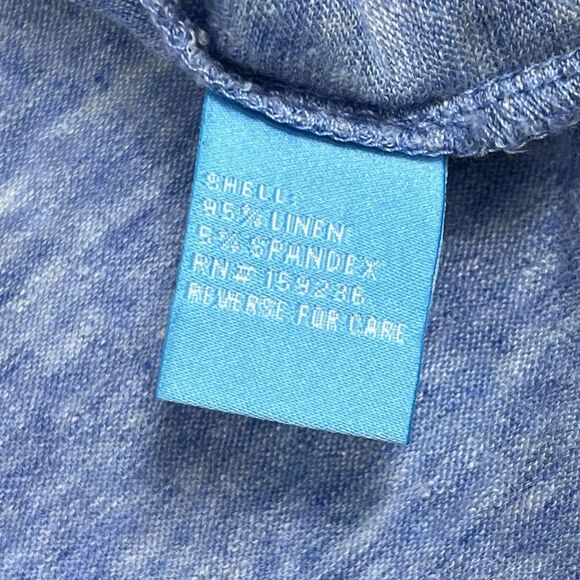 SHELL:
95% LINEN
5% SPANDEX
RN# 159236
REVERSE FOR CARE